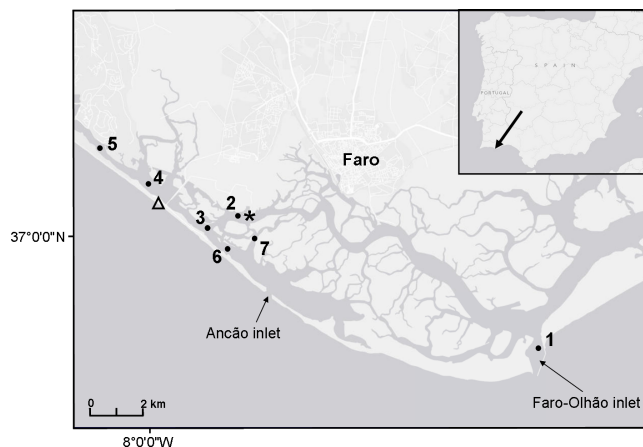 SPAIN
PORTUGAL
5
Faro
4
2 *
3
37°0'0"N
7
6
Ancão inlet
1
0 2 km
Faro-Olhão inlet
8°0'0"W